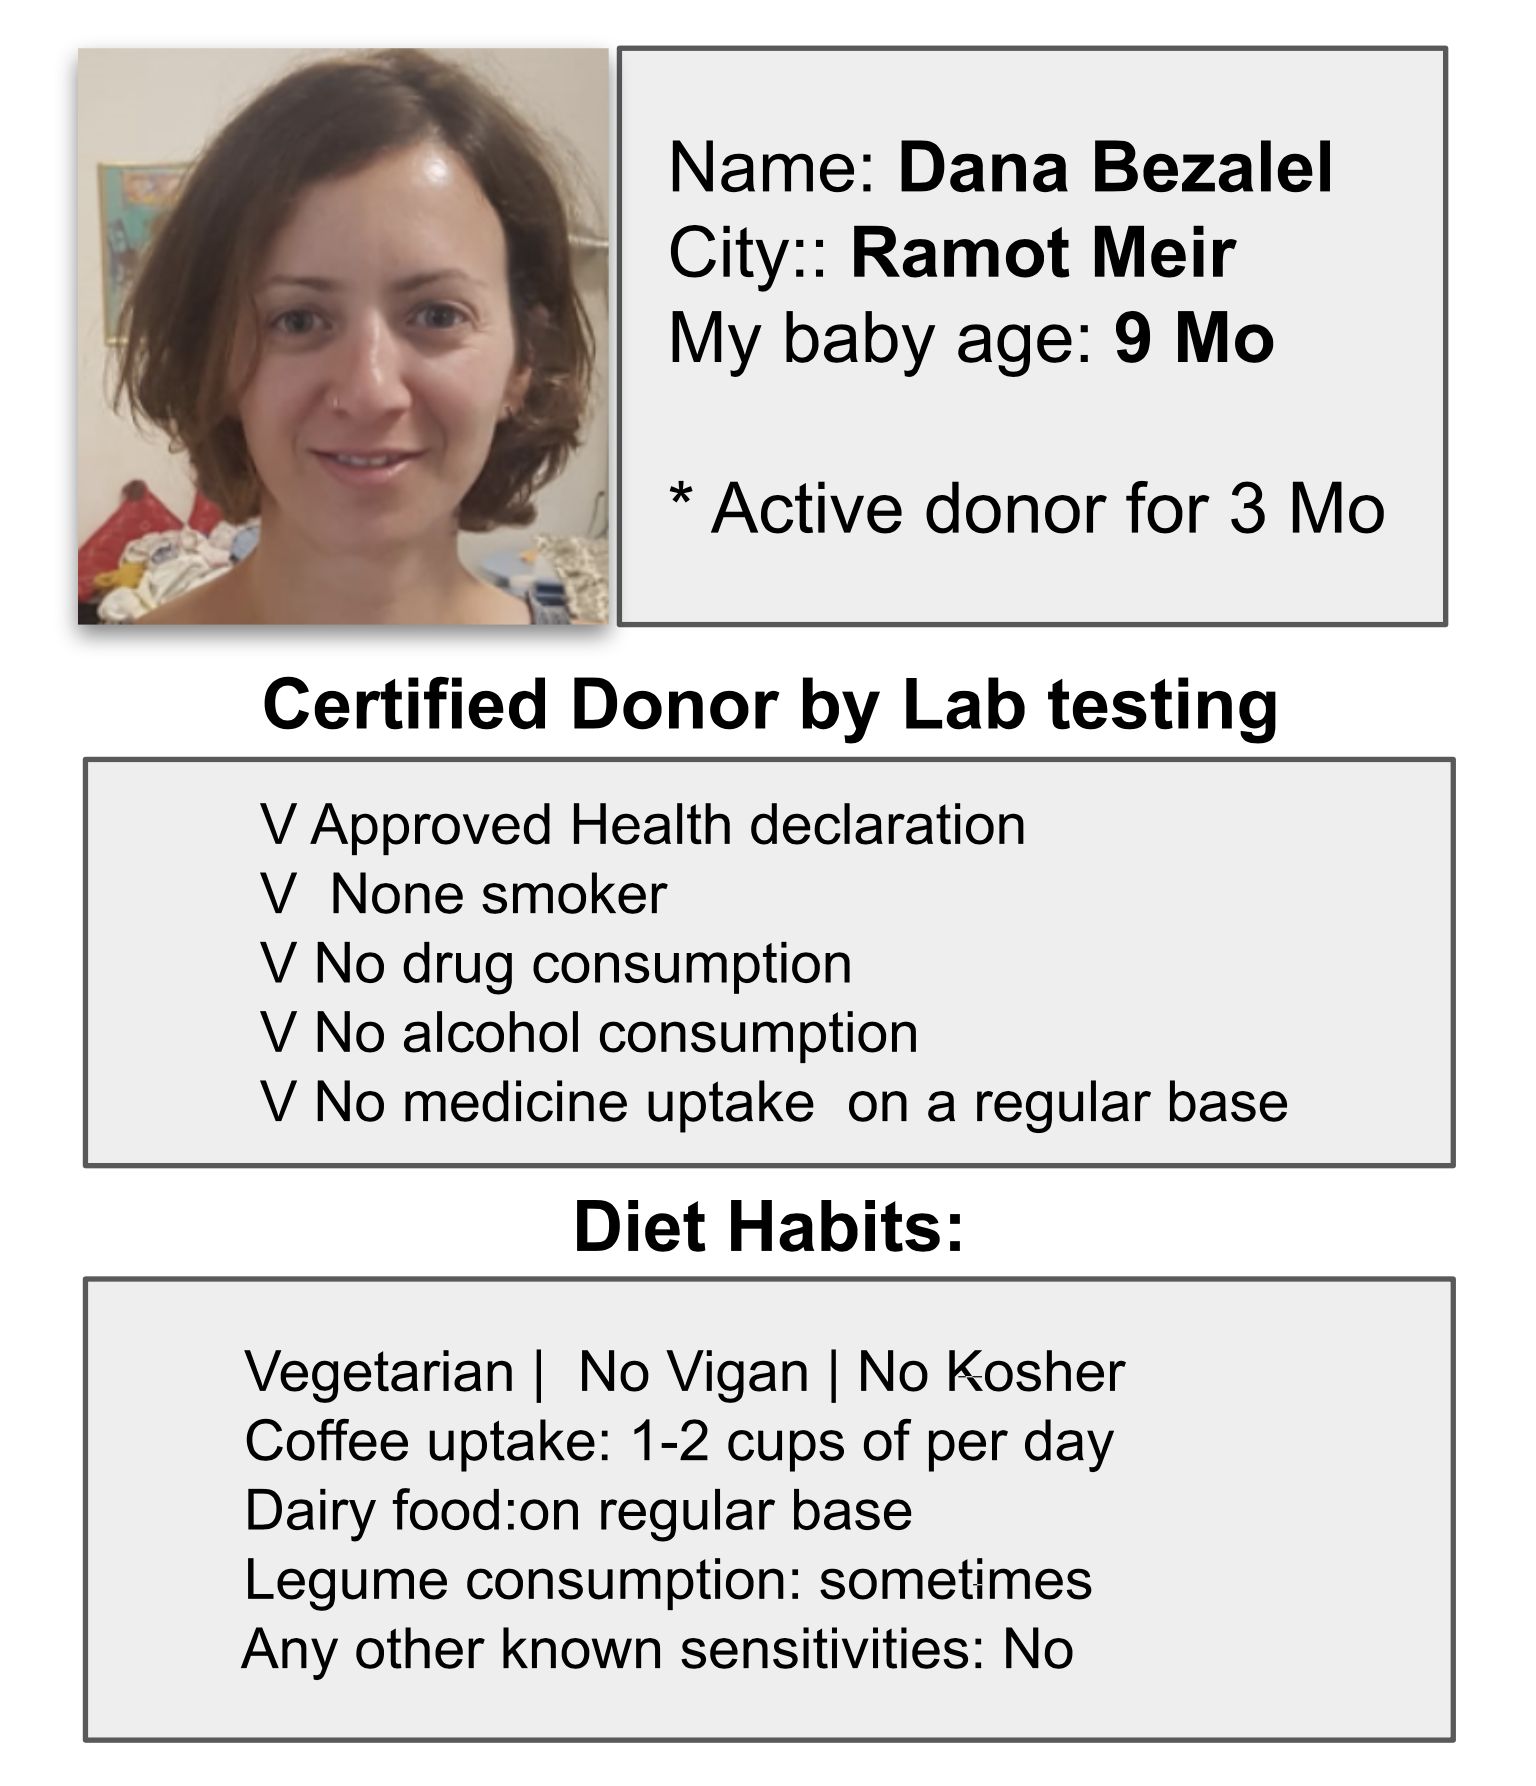 Name: Dana Bezalel
City:: Ramot Meir
My baby age: 9 Mo
* Active donor for 3 Mo
Certified Donor by Lab testing
V Approved Health declaration
V  None smoker
V No drug consumption
V No alcohol consumption
V No medicine uptake  on a regular base
Diet Habits:
Vegetarian |  No Vigan | No Kosher
Coffee uptake: 1-2 cups of per day
Dairy food:on regular base
Legume consumption: sometimes
Any other known sensitivities: No